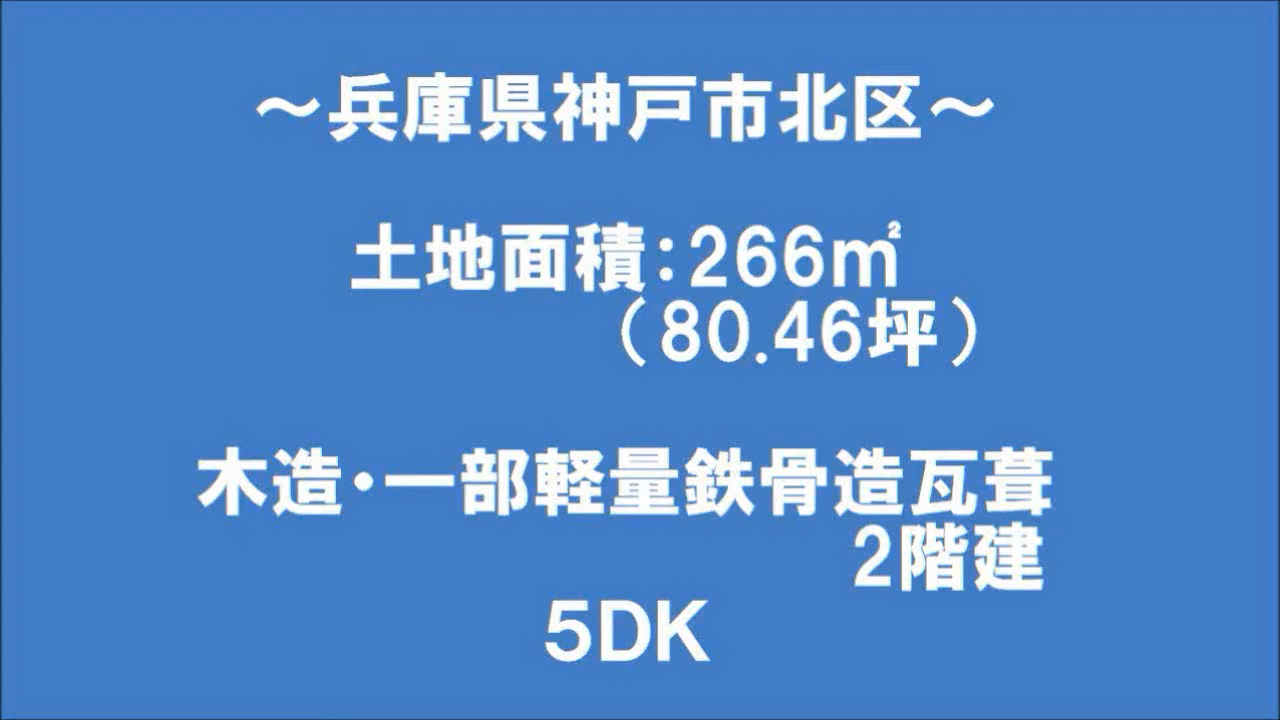 ～兵庫県神戸市北区～
土地面積：266㎡
（80.46坪）
木造・一部軽量鉄骨造瓦葺
2階建
5DK